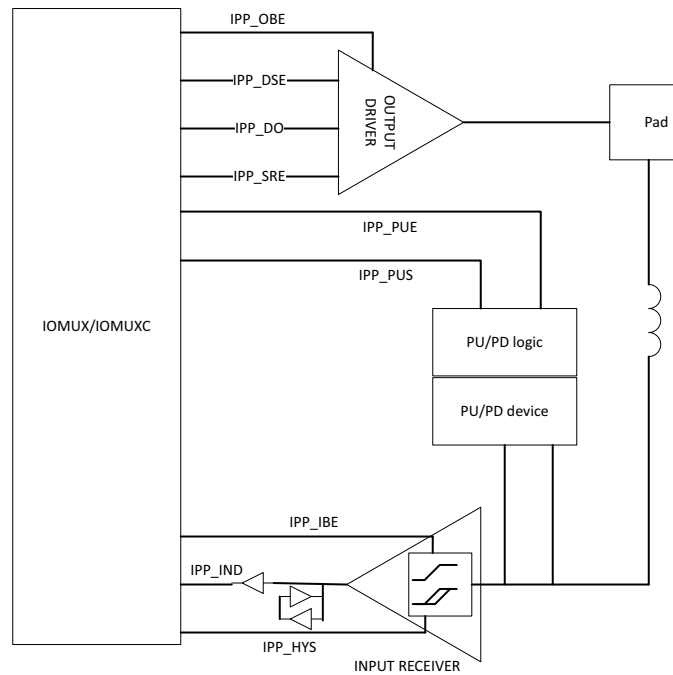 IPP_OBE
IPP_DSE
OUTPUT
DRIVER
IPP_DO
Pad
IPP_SRE
IPP_PUE
IPP_PUS
IOMUX/IOMUXC
PU/PD logic
PU/PD device
IPP_IBE
IPP_IND
IPP_HYS
INPUT RECEIVER